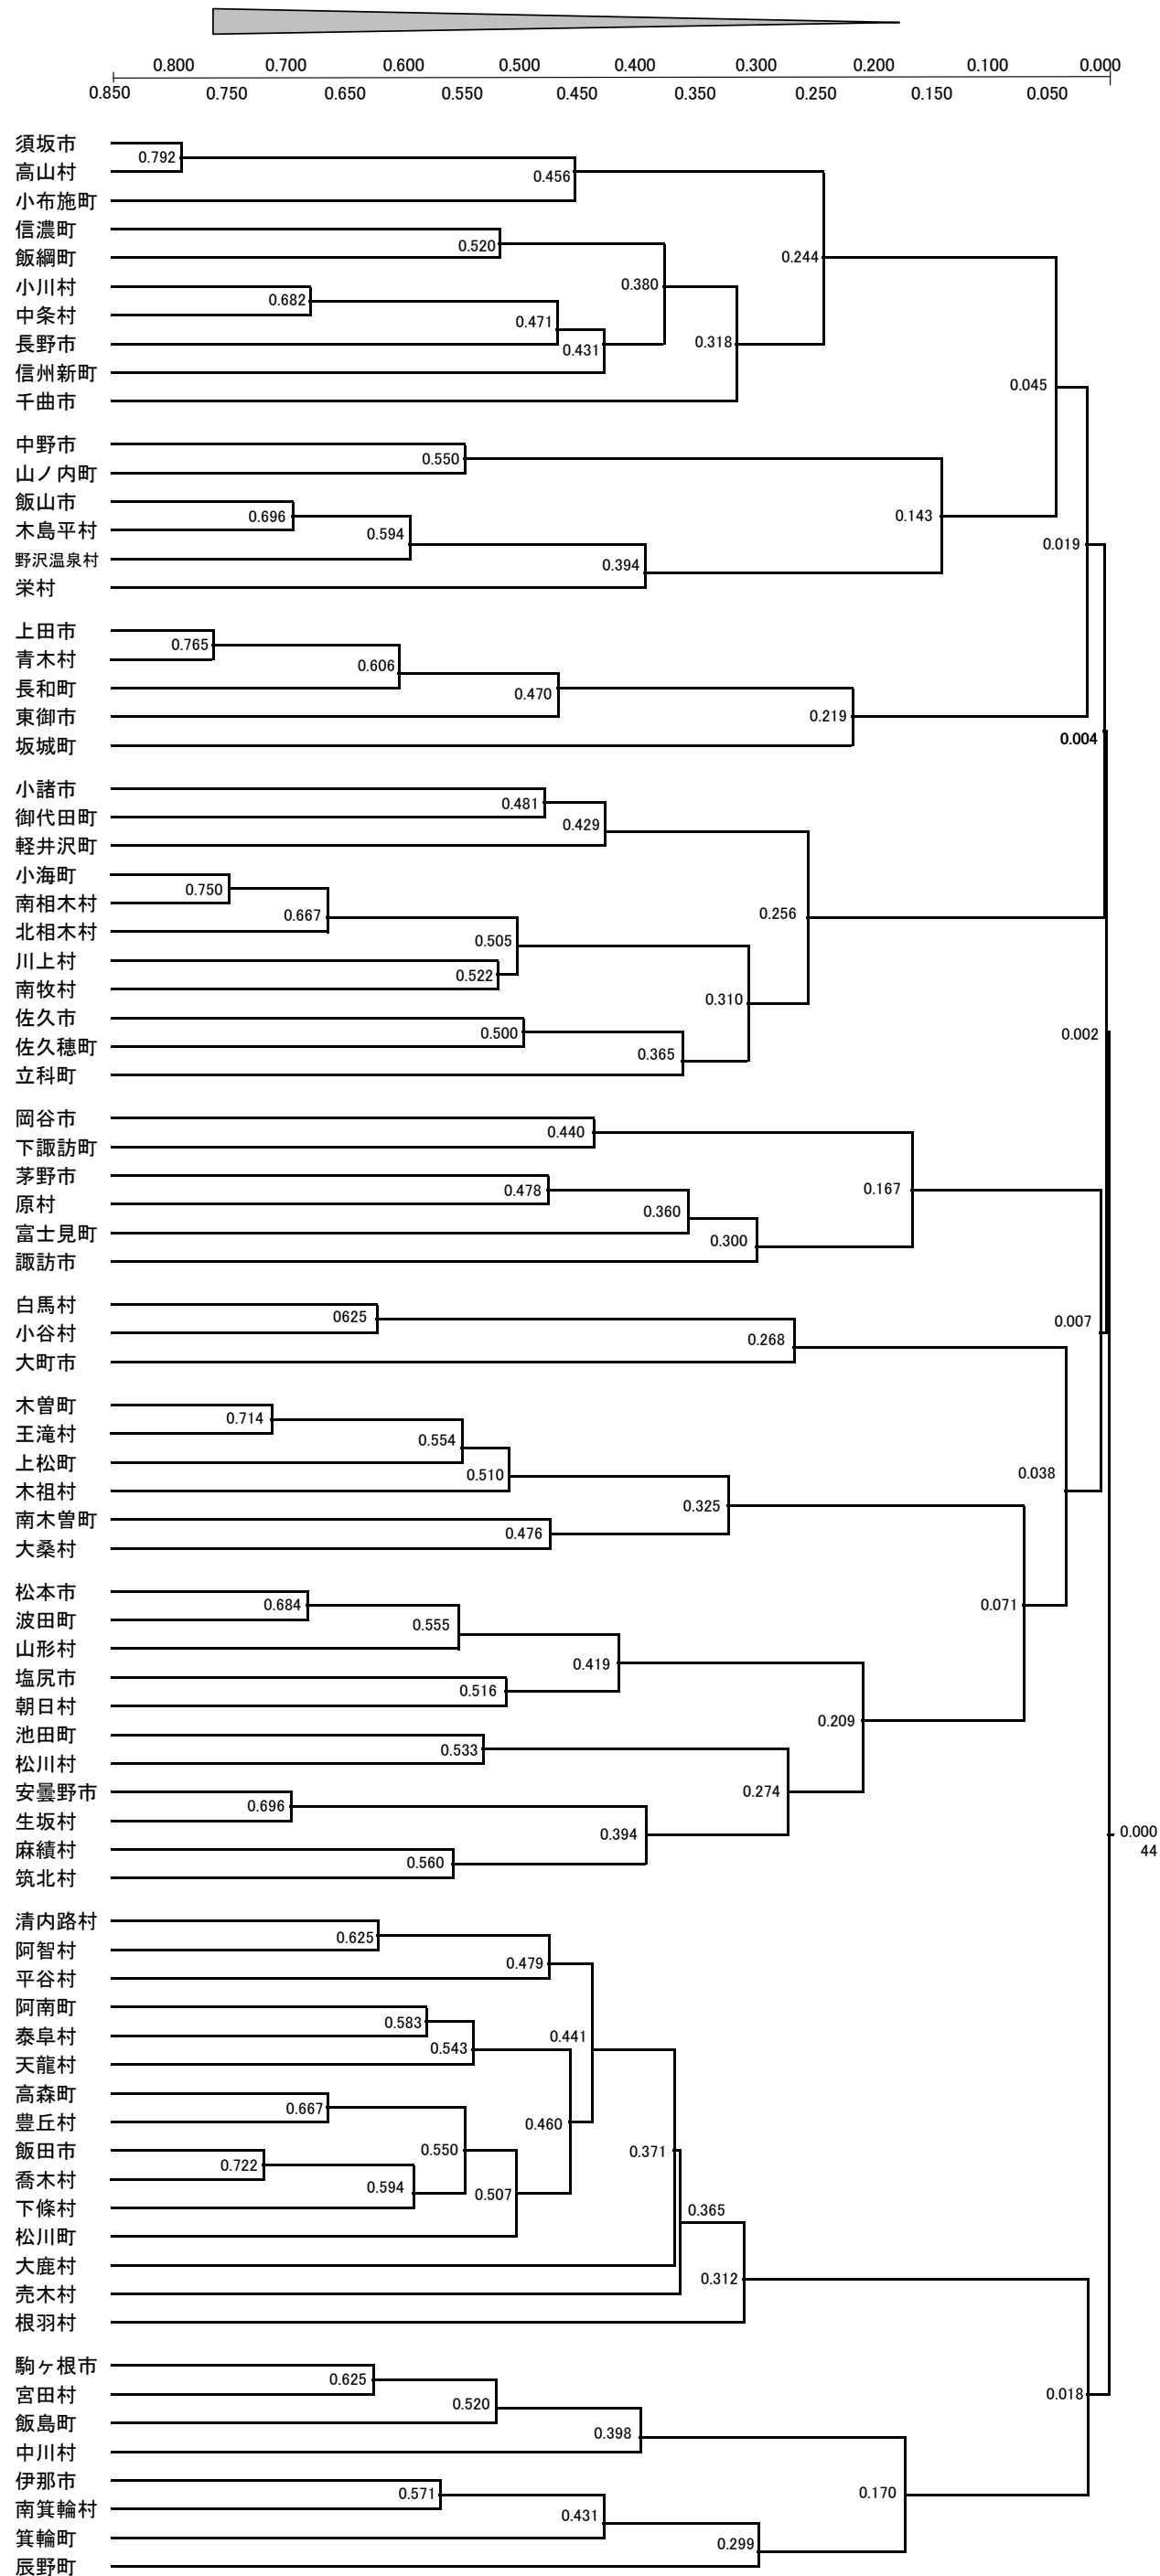 0.800 0.700 0.600 0.500 0.400 0.300 0.200 0.100 0.000
0.850 0.750 0.650 0.550 0.450 0.350 0.250 0.150 0.050
須坂市
0.792
高山村
0.456
小布施町
信濃町
0.520
飯綱町
0.244
0.380
小川村
0.682
中条村
0.471
長野市
0.431
0.318
信州新町
0.045
千曲市
中野市
0.550
山ノ内町
飯山市
0.696
0.143
木島平村
0.594
0.019
野沢温泉村
0.394
栄村
上田市
0.765
青木村
0.606
長和町
0.470
東御市
0.219
0.004
坂城町
小諸市
0.481
御代田町
0.429
軽井沢町
小海町
0.750
南相木村
0.667
0.256
北相木村
0.505
川上村
0.522
南牧村
0.310
佐久市
0.500
0.002
佐久穂町
0.365
立科町
岡谷市
0.440
下諏訪町
茅野市
0.478
0.167
原村
0.360
富士見町
0.300
諏訪市
白馬村
0625
0.007
小谷村
0.268
大町市
木曽町
0.714
王滝村
0.554
上松町
0.510
0.038
木祖村
0.325
南木曽町
0.476
大桑村
松本市
0.684
0.071
波田町
0.555
山形村
0.419
塩尻市
0.516
朝日村
0.209
池田町
0.533
松川村
0.274
安曇野市
0.696
生坂村
0.394
0.000
44
麻績村
0.560
筑北村
清内路村
0.625
阿智村
0.479
平谷村
阿南町
0.583
泰阜村
0.441
0.543
天龍村
高森町
0.667
豊丘村
0.460
飯田市
0.550
0.371
0.722
喬木村
0.594
0.507
下條村
0.365
松川町
大鹿村
0.312
売木村
根羽村
駒ヶ根市
0.625
宮田村
0.018
0.520
飯島町
0.398
中川村
伊那市
0.571
0.170
南箕輪村
0.431
箕輪町
0.299
辰野町